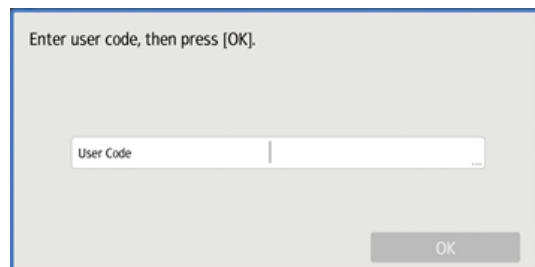 Enter user code, then press [OK].
User Code
...
OK